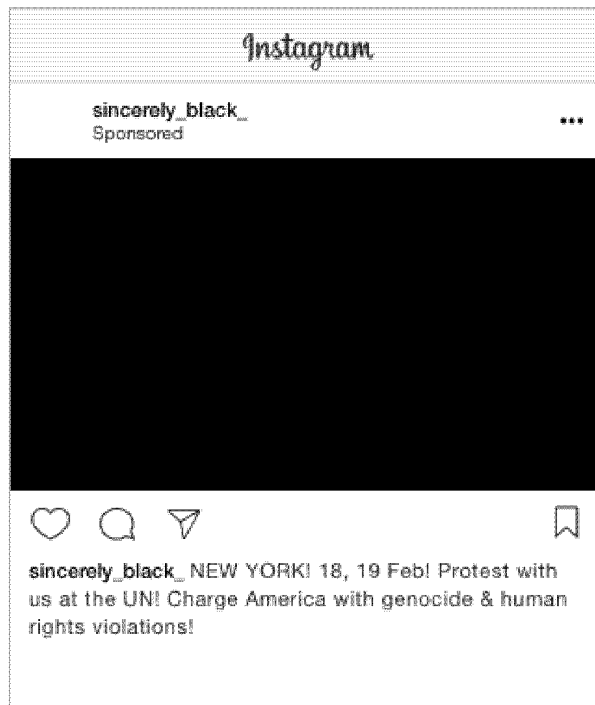 Instagram
sincerely_black_
Sponsored
sincerely_black_ NEW YORK! 18, 19 Feb! Protest with
us at the UN! Charge America with genocide & human
rights violations!